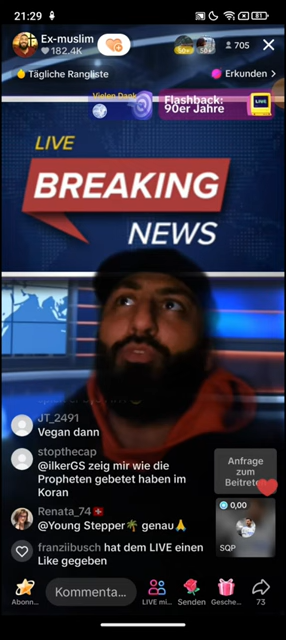 21:29
81
Ex-muslim
182.4K
50+
50+
705
Tägliche Rangliste
Erkunden >
Vielen Dank
Flashback:
90er Jahre
LIVE
LIVE
BREAKING
NEWS
JT_2491
Vegan dann
stopthecap
@ilkerGS zeig mir wie die
Propheten gebetet haben im
Koran
Renata_74
@Young Stepper🌴 genau🙏
franziibusch hat dem LIVE einen
Like gegeben
Anfrage
zum
Beitreten
0,00
SQP
Kommenta...
Abonn...
LIVE mi...
Senden
Gesche...
73